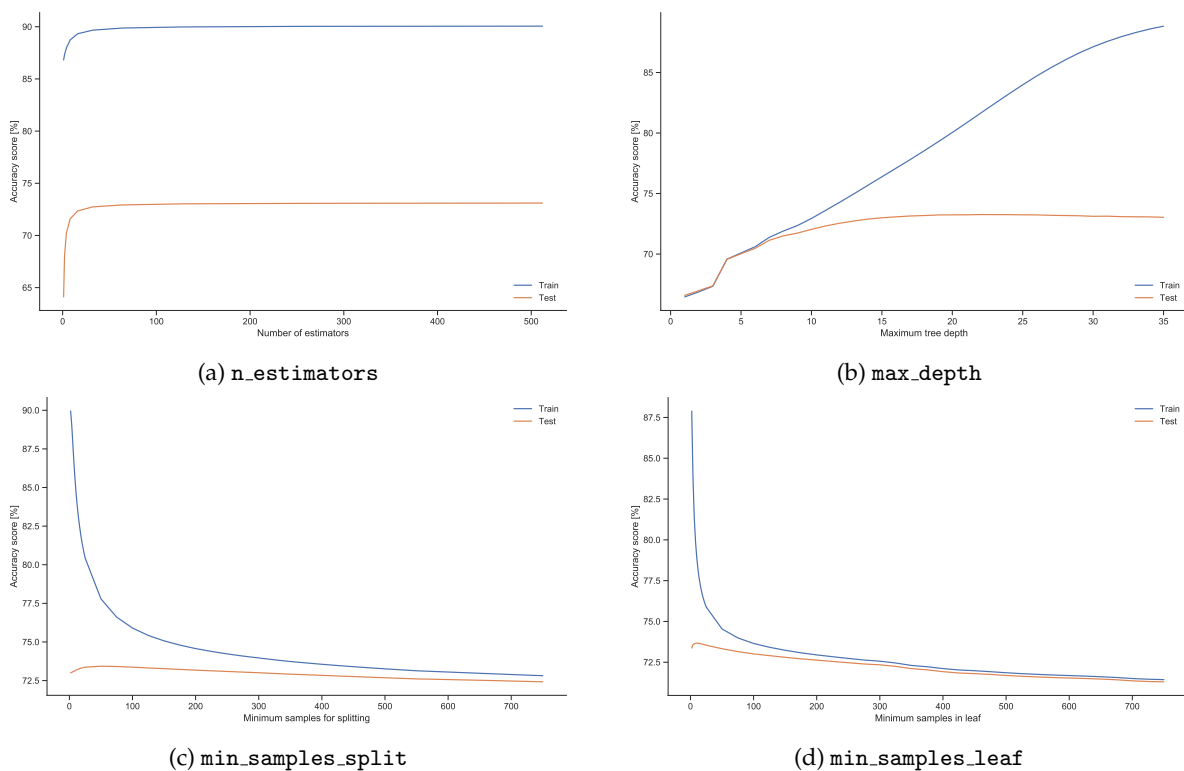 90
85
80
75
70
65
Accuracy score [%]
0
100
200
300
400
500
Number of estimators
Train
Test
(a) n_estimators
85
80
75
70
Accuracy score [%]
0
5
10
15
20
25
30
35
Maximum tree depth
Train
Test
(b) max_depth
90.0
87.5
85.0
82.5
80.0
77.5
75.0
72.5
Accuracy score [%]
0
100
200
300
400
500
600
700
Minimum samples for splitting
Train
Test
(c) min_samples_split
87.5
85.0
82.5
80.0
77.5
75.0
72.5
Accuracy score [%]
0
100
200
300
400
500
600
700
Minimum samples in leaf
Train
Test
(d) min_samples_leaf